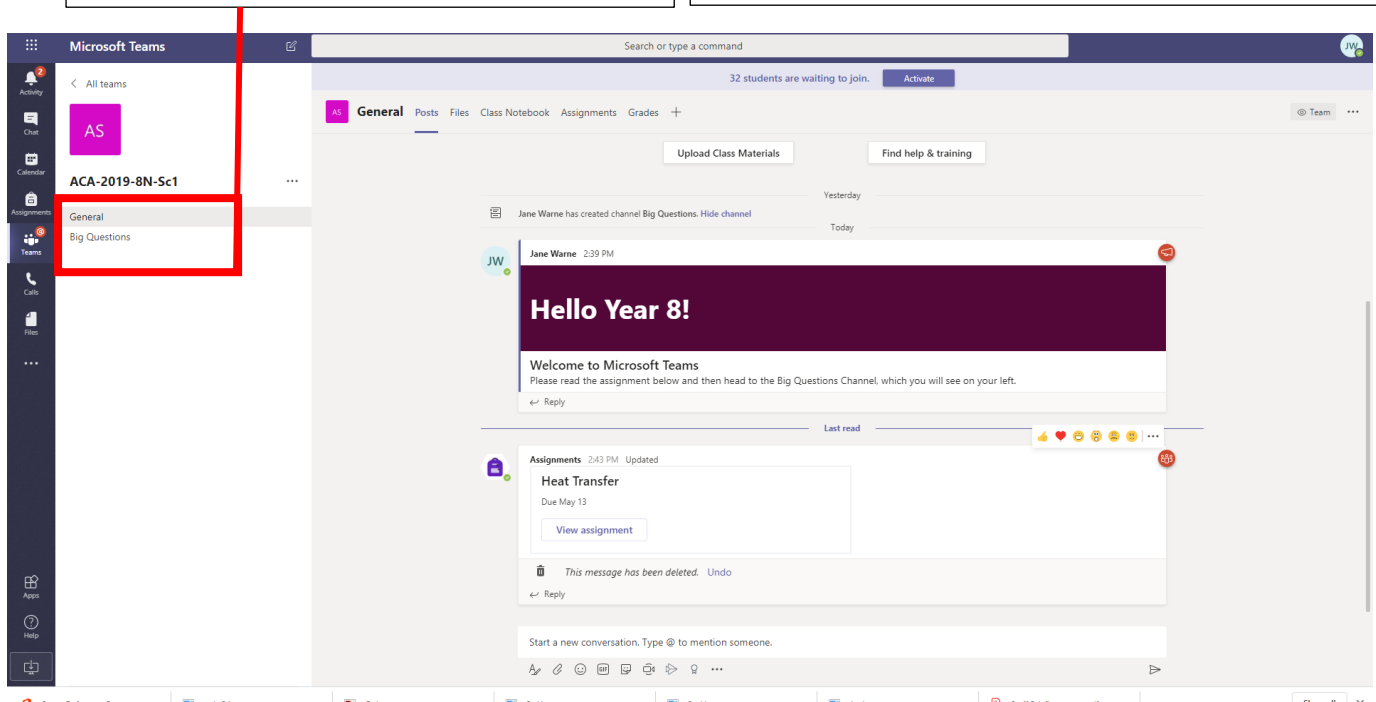 Microsoft Teams
Search or type a command
JW
2
Activity
Chat
Calendar
Assignments
Teams
Calls
Files
Apps
Help
All teams
AS
ACA-2019-8N-Sc1
General
Big Questions
32 students are waiting to join. Activate
AS General Posts Files Class Notebook Assignments Grades
Team
Upload Class Materials Find help & training
Yesterday
Jane Warne has created channel Big Questions. Hide channel
Today
JW
Jane Warne 2:39 PM
Hello Year 8!
Welcome to Microsoft Teams
Please read the assignment below and then head to the Big Questions Channel, which you will see on your left.
Reply
Last read
Assignments 2:43 PM Updated
Heat Transfer
Due May 13
View assignment
This message has been deleted. Undo
Reply
Start a new conversation. Type @ to mention someone.
GIF